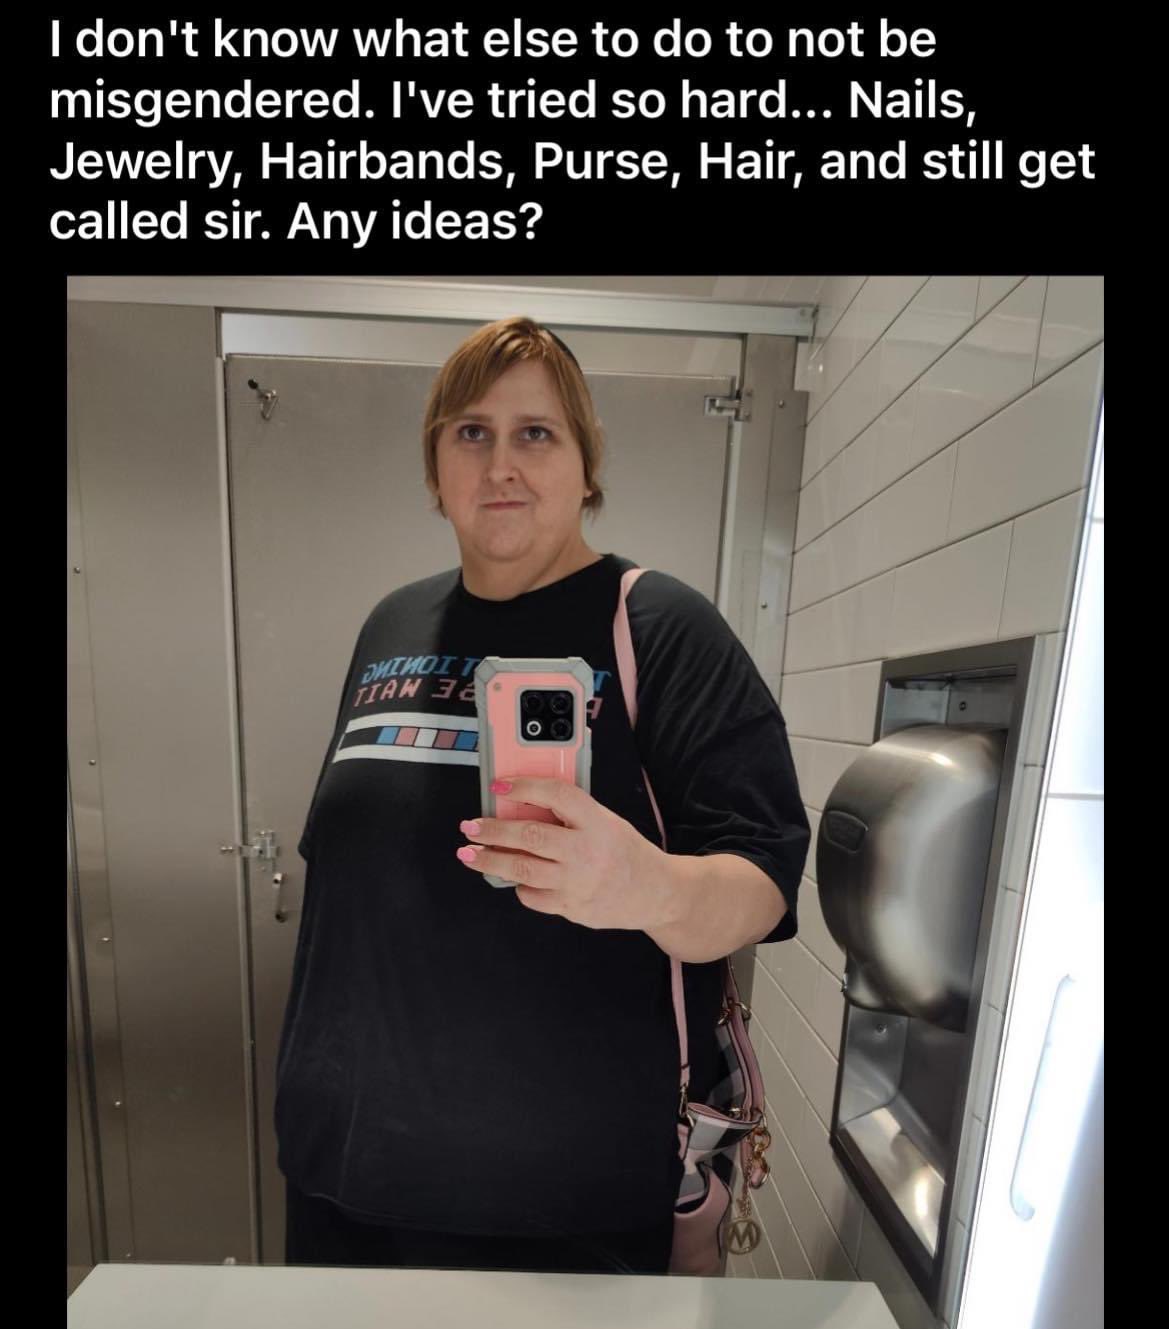 I don't know what else to do to not be
misgendered. I've tried so hard... Nails,
Jewelry, Hairbands, Purse, Hair, and still get
called sir. Any ideas?
WAIT
M